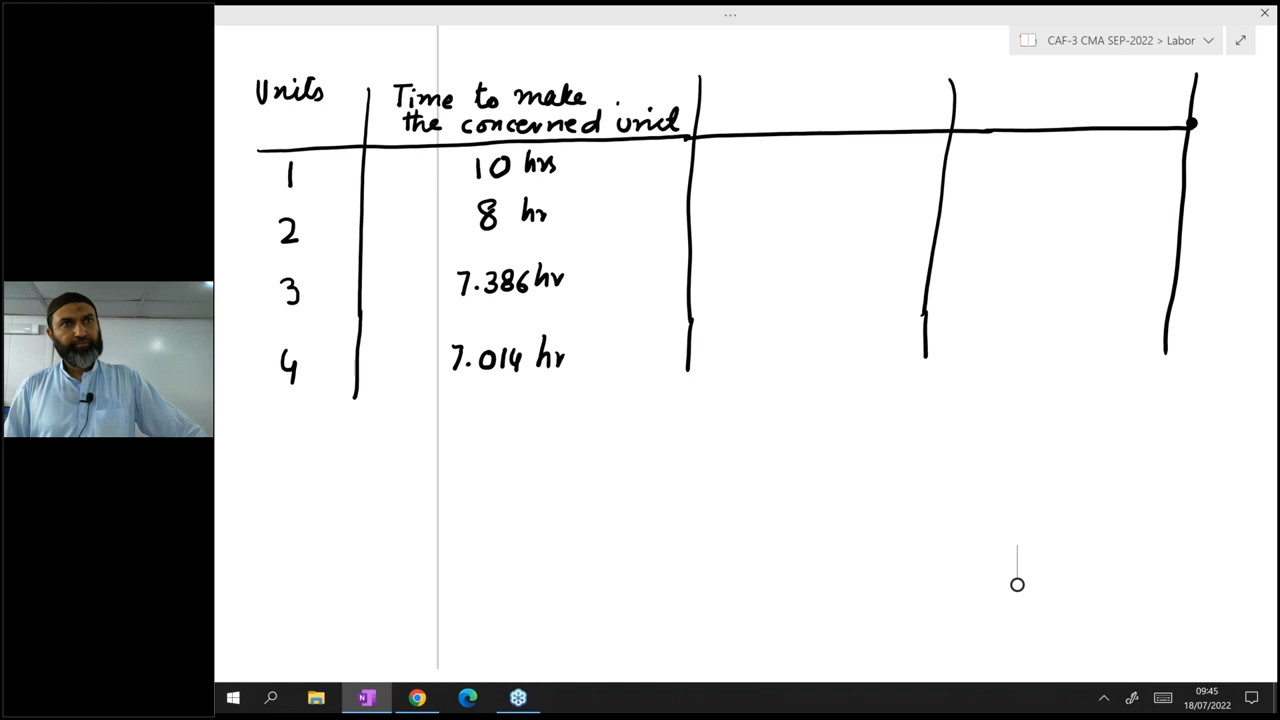 CAF-3 CMA SEP-2022 > Labor
Units
Time to make
the concerned unit
1
10 hrs
2
8 hr
3
7.386 hr
4
7.014 hr
09:45
18/07/2022